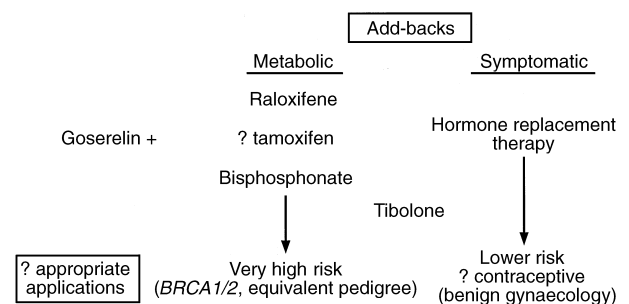 Add-backs
Metabolic
Symptomatic
Raloxifene
Goserelin +
? tamoxifen
Hormone replacement
therapy
Bisphosphonate
Tibolone
? appropriate
applications
Very high risk
(BRCA1/2, equivalent pedigree)
Lower risk
? contraceptive
(benign gynaecology)